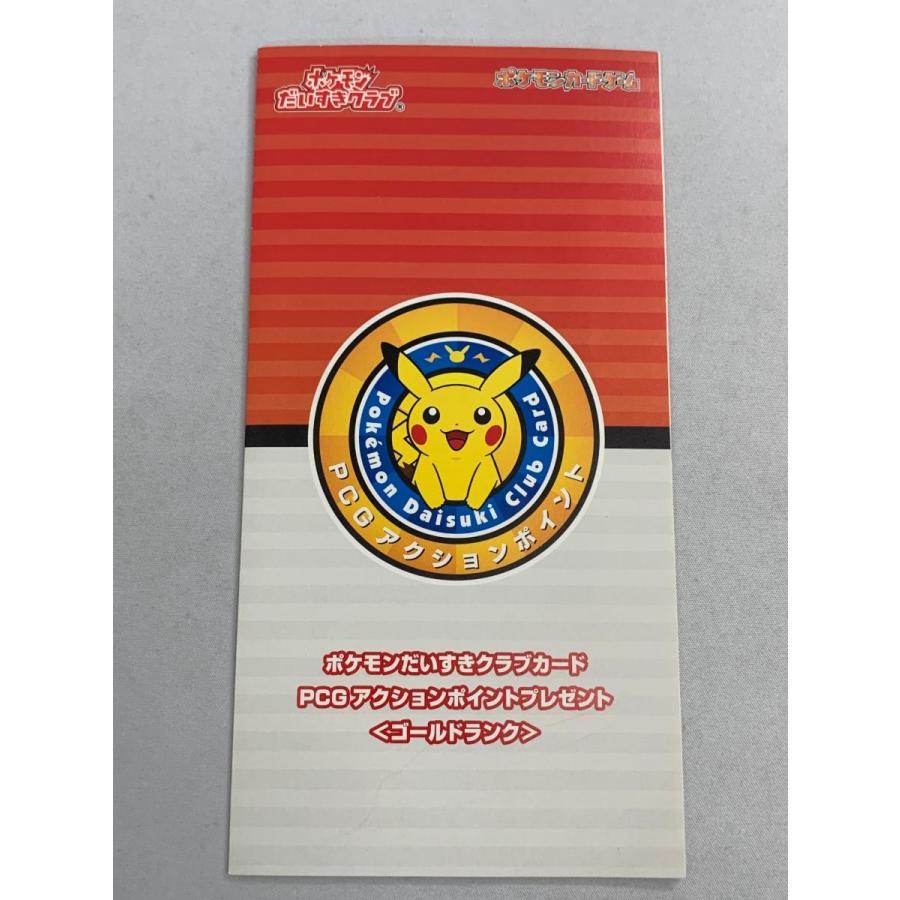 ポケモン
だいすきクラブ®
ポケモンカードゲーム
Pokémon Daisuki Club Card
PCGアクションポイント
ポケモンだいすきクラブカード
PCGアクションポイントプレゼント
<ゴールドランク>